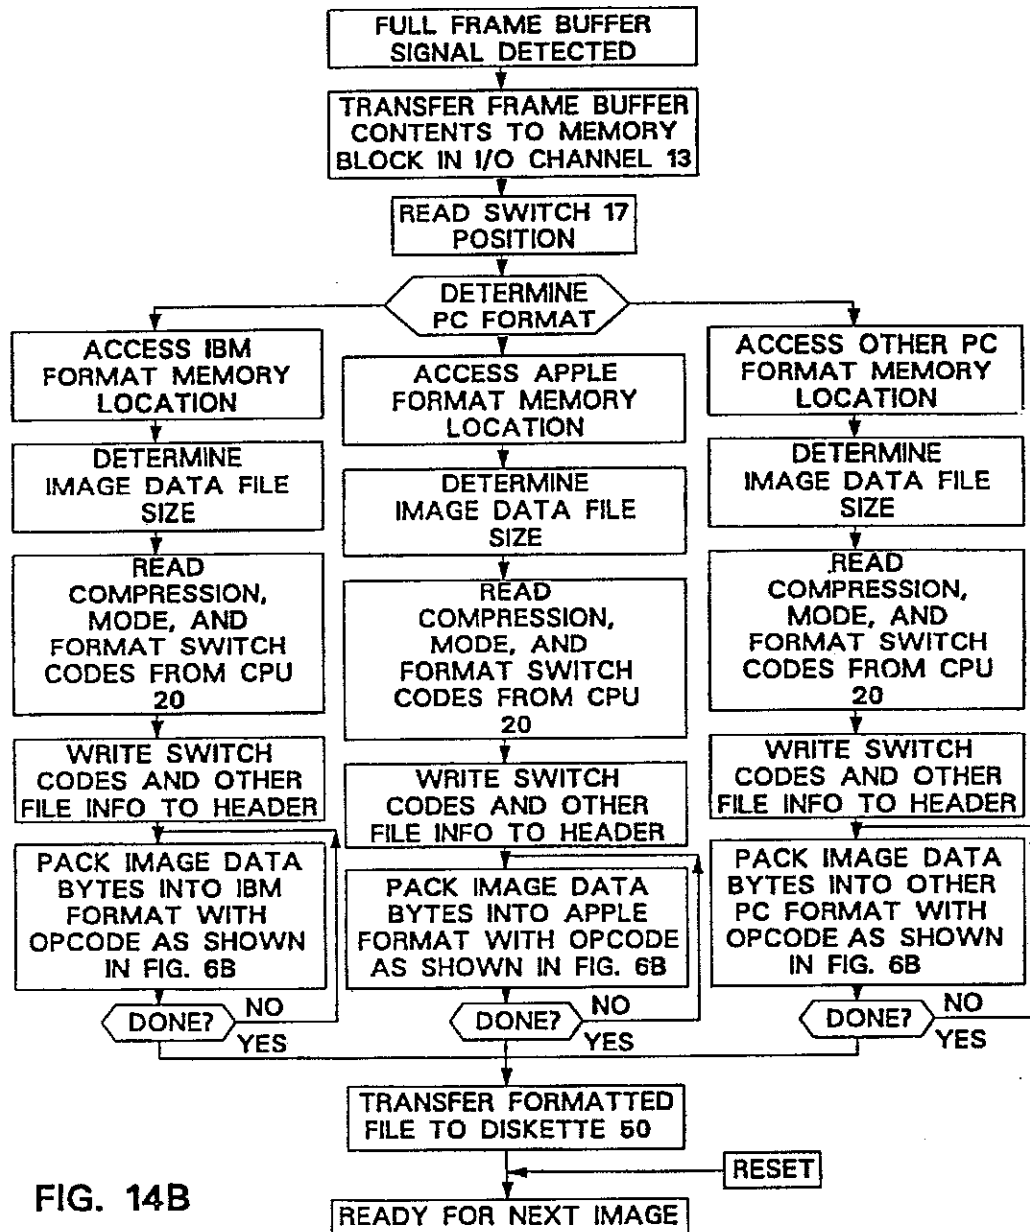 FULL FRAME BUFFER
SIGNAL DETECTED
TRANSFER FRAME BUFFER
CONTENTS TO MEMORY
BLOCK IN I/O CHANNEL 13
READ SWITCH 17
POSITION
DETERMINE
PC FORMAT
ACCESS IBM
FORMAT MEMORY
LOCATION
DETERMINE
IMAGE DATA FILE
SIZE
READ
COMPRESSION,
MODE, AND
FORMAT SWITCH
CODES FROM CPU
20
WRITE SWITCH
CODES AND OTHER
FILE INFO TO HEADER
PACK IMAGE DATA
BYTES INTO IBM
FORMAT WITH
OPCODE AS SHOWN
IN FIG. 6B
DONE?
NO
YES
ACCESS APPLE
FORMAT MEMORY
LOCATION
DETERMINE
IMAGE DATA FILE
SIZE
READ
COMPRESSION,
MODE, AND
FORMAT SWITCH
CODES FROM CPU
20
WRITE SWITCH
CODES AND OTHER
FILE INFO TO HEADER
PACK IMAGE DATA
BYTES INTO APPLE
FORMAT WITH OPCODE
AS SHOWN IN FIG. 6B
DONE?
NO
YES
ACCESS OTHER PC
FORMAT MEMORY
LOCATION
DETERMINE
IMAGE DATA FILE
SIZE
READ
COMPRESSION,
MODE, AND
FORMAT SWITCH
CODES FROM CPU
20
WRITE SWITCH
CODES AND OTHER
FILE INFO TO HEADER
PACK IMAGE DATA
BYTES INTO OTHER
PC FORMAT WITH
OPCODE AS SHOWN
IN FIG. 6B
DONE?
NO
YES
TRANSFER FORMATTED
FILE TO DISKETTE 50
RESET
READY FOR NEXT IMAGE
FIG. 14B